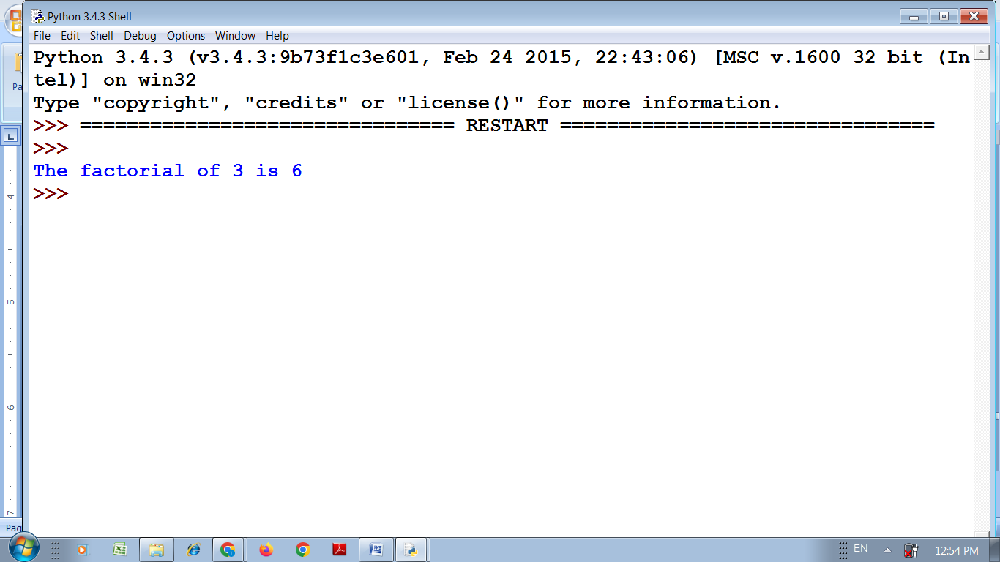 Python 3.4.3 Shell
File Edit Shell Debug Options Window Help
Python 3.4.3 (v3.4.3:9b73f1c3e601, Feb 24 2015, 22:43:06) [MSC v.1600 32 bit (In
tel)] on win32
Type "copyright", "credits" or "license()" for more information.
>>> ================================ RESTART ================================
>>>
The factorial of 3 is 6
>>>
Pa
4
5
6
7
Pag
EN
12:54 PM